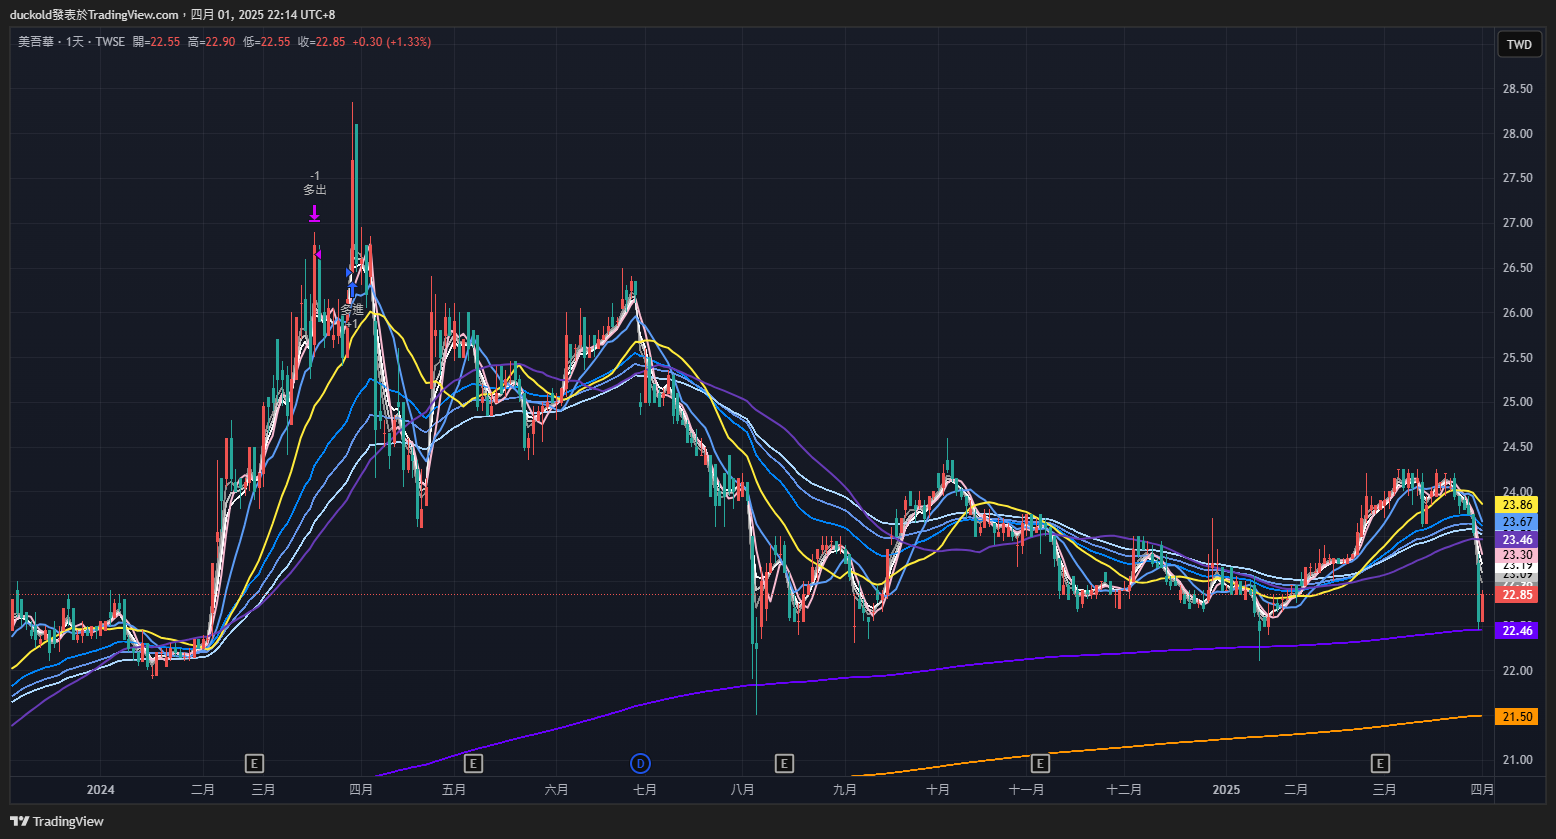 duckold發表於TradingView.com，四月 01, 2025 22:14 UTC+8
美吾華・1天・TWSE 開=22.55 高=22.90 低=22.55 收=22.85 +0.30 (+1.33%)
TWD
28.50
28.00
27.50
-1
多出
27.00
26.50
多進
+1
26.00
25.50
25.00
24.50
24.00
23.86
23.67
23.46
23.30
23.19
23.09
22.85
22.46
22.00
21.50
21.00
E
E
D
E
E
E
2024
二月
三月
四月
五月
六月
七月
八月
九月
十月
十一月
十二月
2025
二月
三月
四月
TradingView